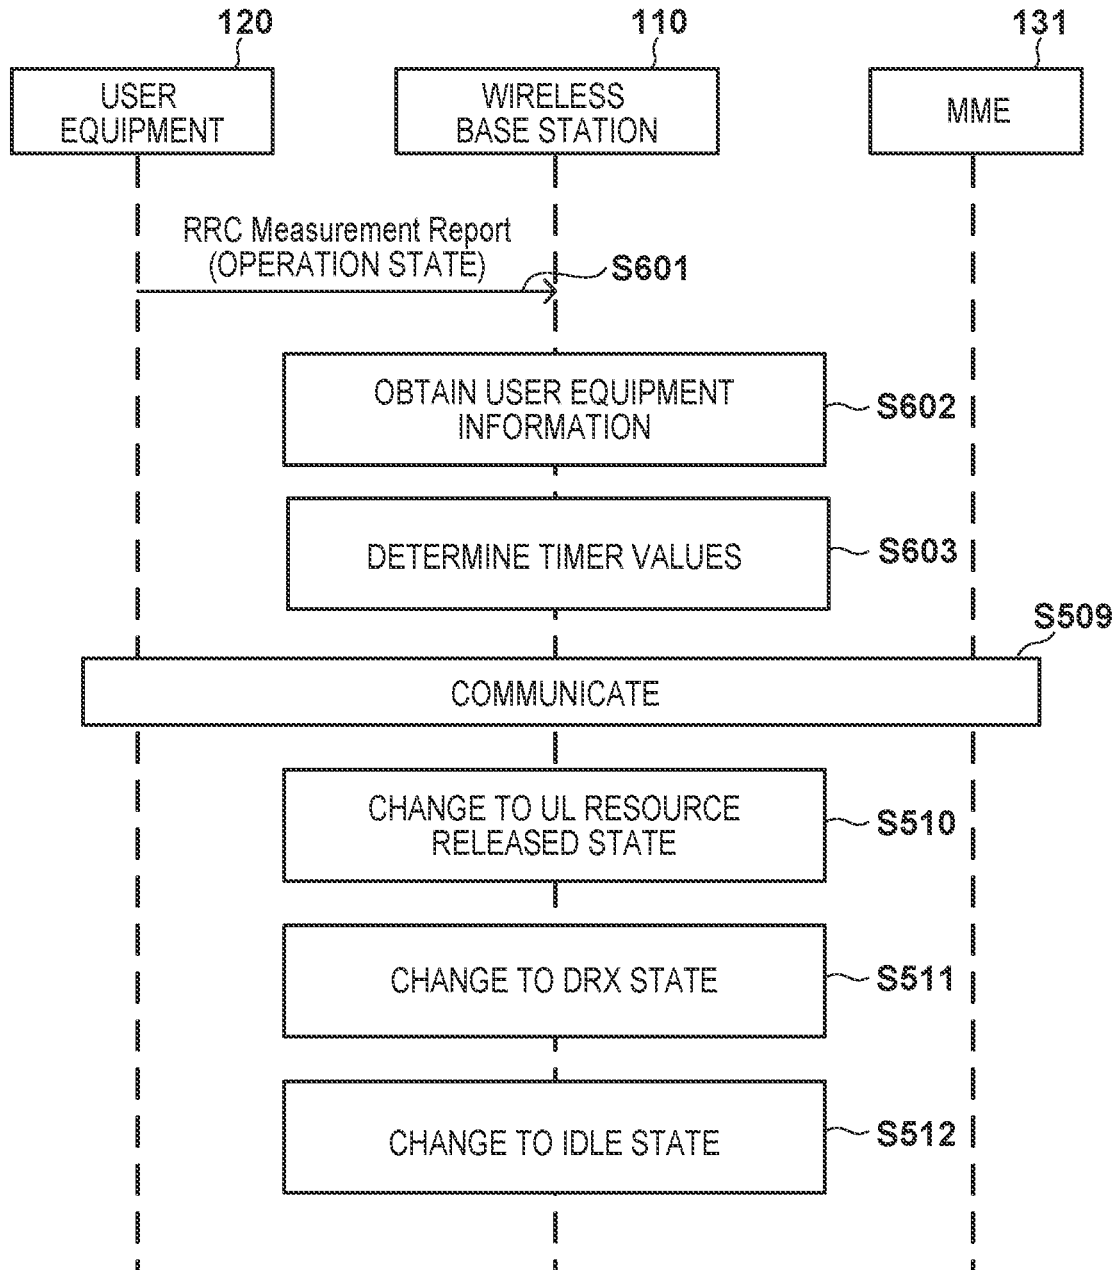 120
110
131
USER
EQUIPMENT
WIRELESS
BASE STATION
MME
RRC Measurement Report
(OPERATION STATE)
S601
OBTAIN USER EQUIPMENT
INFORMATION
S602
DETERMINE TIMER VALUES
S603
S509
COMMUNICATE
CHANGE TO UL RESOURCE
RELEASED STATE
S510
CHANGE TO DRX STATE
S511
CHANGE TO IDLE STATE
S512